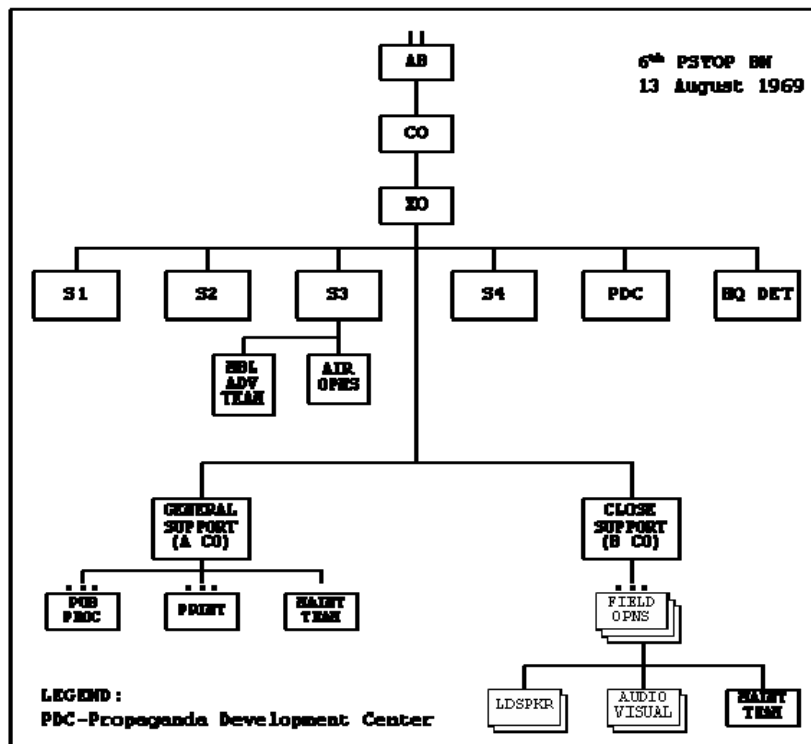 6th PSYOP BN
13 August 1969
AB
CO
XO
S1
S2
S3
S4
PDC
HQ DET
MBL
ADV
TEAM
AIR
OPNS
GENERAL
SUPPORT
(A CO)
CLOSE
SUPPORT
(B CO)
PUB
PROC
PRINT
MAINT
TEAM
FIELD
OPNS
LDSPKR
AUDIO
VISUAL
MAINT
TEAM
LEGEND:
PDC-Propaganda Development Center